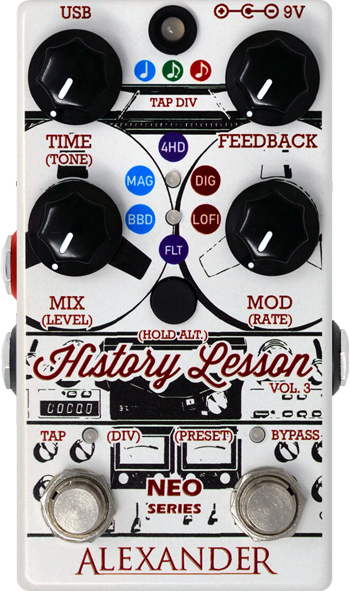 USB 9V
TAP DIV
TIME
(TONE)
FEEDBACK
4HD
MAG DIG
BBD LOFI
FLT
MIX
(LEVEL)
MOD
(RATE)
(HOLD ALT.)
History Lesson
VOL. 3
00000
TAP (DIV) (PRESET) BYPASS
NEO
SERIES
ALEXANDER